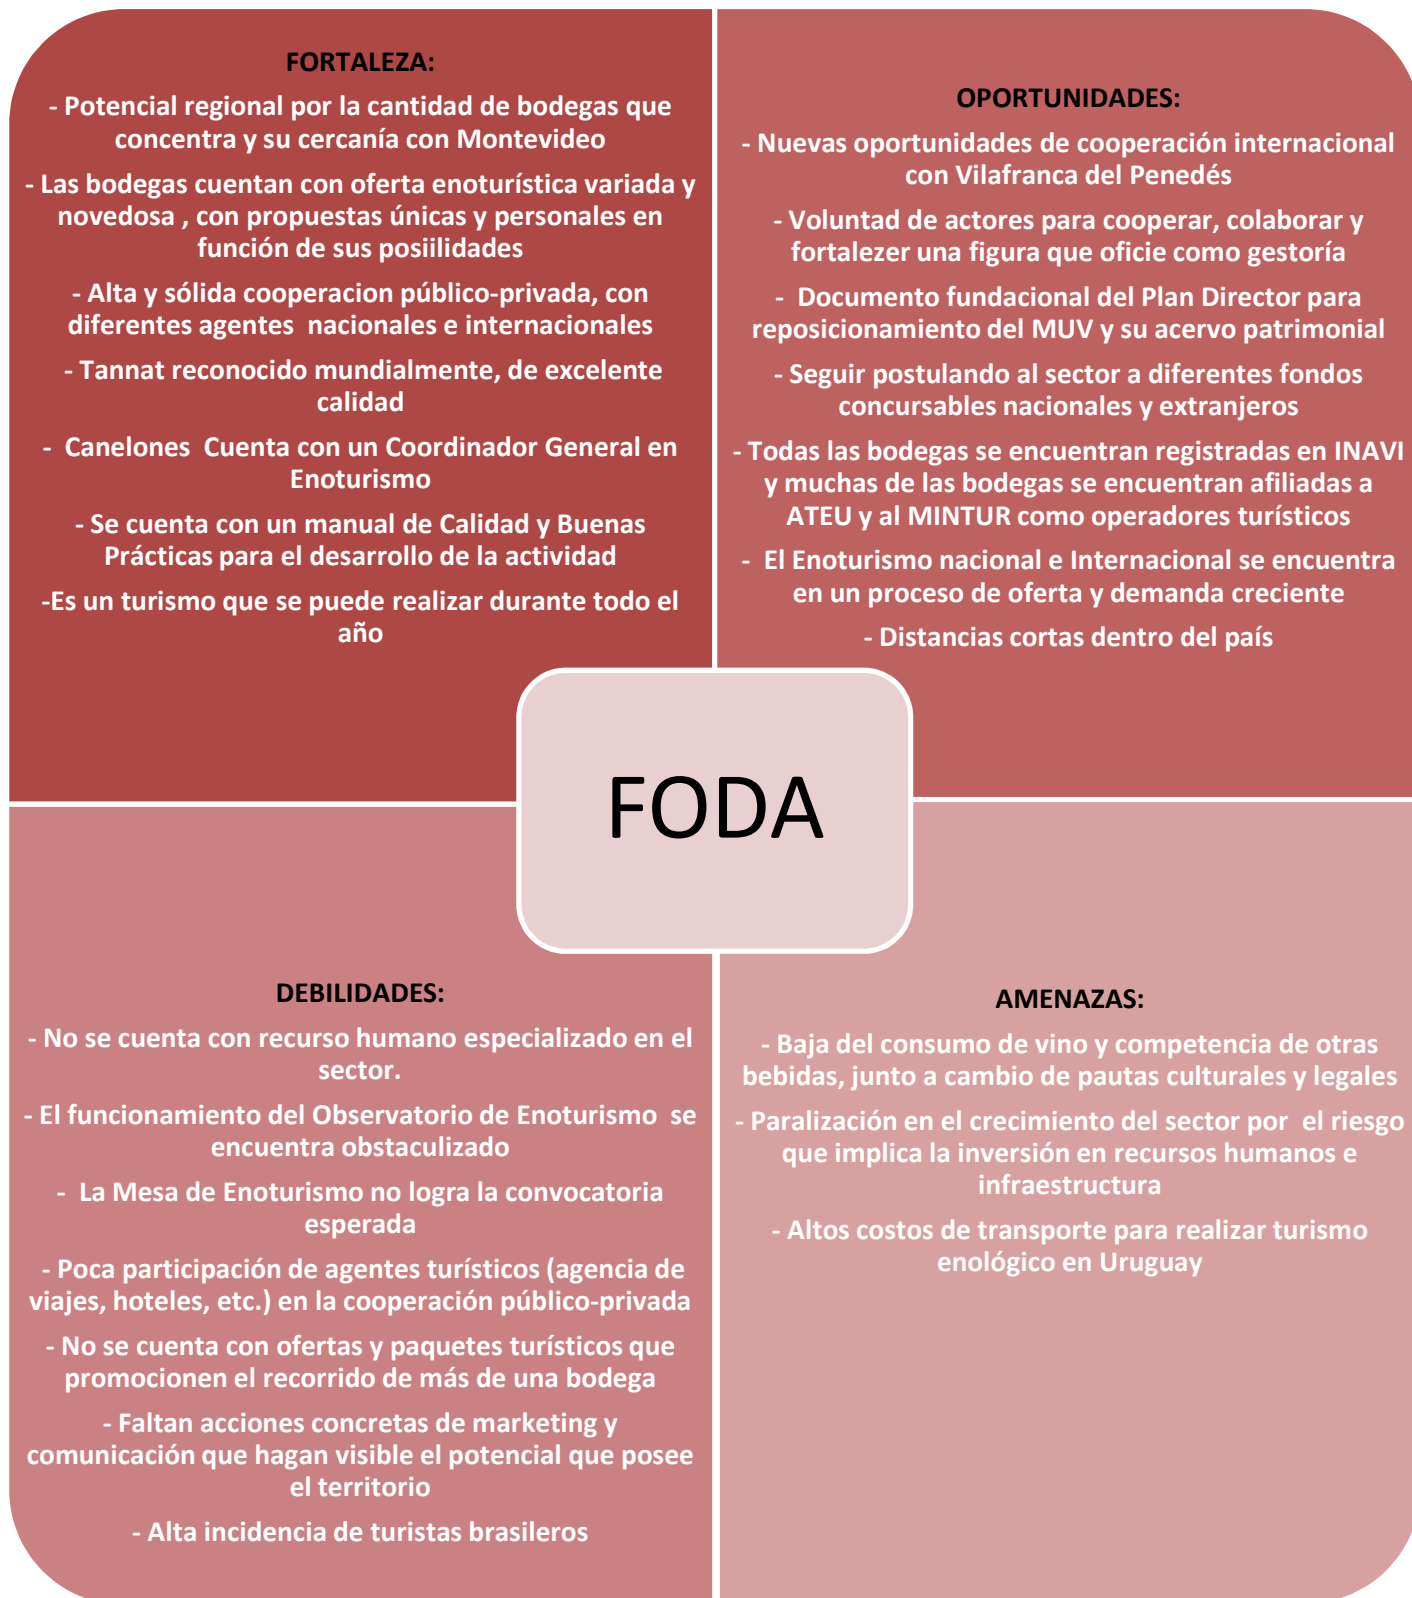 FORTALEZA:
- Potencial regional por la cantidad de bodegas que
concentra y su cercanía con Montevideo
- Las bodegas cuentan con oferta enoturística variada y
novedosa , con propuestas únicas y personales en
función de sus posiilidades
- Alta y sólida cooperacion público-privada, con
diferentes agentes  nacionales e internacionales
- Tannat reconocido mundialmente, de excelente
calidad
-  Canelones  Cuenta con un Coordinador General en
Enoturismo
- Se cuenta con un manual de Calidad y Buenas
Prácticas para el desarrollo de la actividad
-Es un turismo que se puede realizar durante todo el
año
OPORTUNIDADES:
- Nuevas oportunidades de cooperación internacional
con Vilafranca del Penedés
- Voluntad de actores para cooperar, colaborar y
fortalezer una figura que oficie como gestoría
-  Documento fundacional del Plan Director para
reposicionamiento del MUV y su acervo patrimonial
- Seguir postulando al sector a diferentes fondos
concursables nacionales y extranjeros
- Todas las bodegas se encuentran registradas en INAVI
y muchas de las bodegas se encuentran afiliadas a
ATEU y al MINTUR como operadores turísticos
-  El Enoturismo nacional e Internacional se encuentra
en un proceso de oferta y demanda creciente
- Distancias cortas dentro del país
FODA
DEBILIDADES:
- No se cuenta con recurso humano especializado en el
sector.
- El funcionamiento del Observatorio de Enoturismo  se
encuentra obstaculizado
-  La Mesa de Enoturismo no logra la convocatoria
esperada
- Poca participación de agentes turísticos (agencia de
viajes, hoteles, etc.) en la cooperación público-privada
- No se cuenta con ofertas y paquetes turísticos que
promocionen el recorrido de más de una bodega
- Faltan acciones concretas de marketing y
comunicación que hagan visible el potencial que posee
el territorio
- Alta incidencia de turistas brasileros
AMENAZAS:
- Baja del consumo de vino y competencia de otras
bebidas, junto a cambio de pautas culturales y legales
- Paralización en el crecimiento del sector por  el riesgo
que implica la inversión en recursos humanos e
infraestructura
- Altos costos de transporte para realizar turismo
enológico en Uruguay